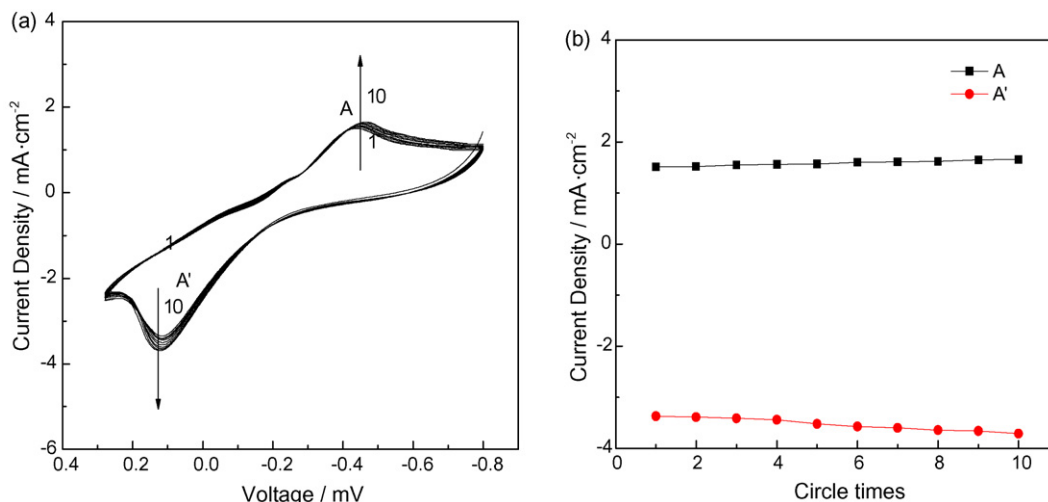 (a)
4
2
0
-2
-4
-6
Current Density / mA·cm-2
A
10
1
1
A'
10
0.4
0.2
0.0
-0.2
-0.4
-0.6
-0.8
Voltage / mV
(b)
4
2
0
-2
-4
Current Density / mA·cm-2
A
A'
0
2
4
6
8
10
Circle times